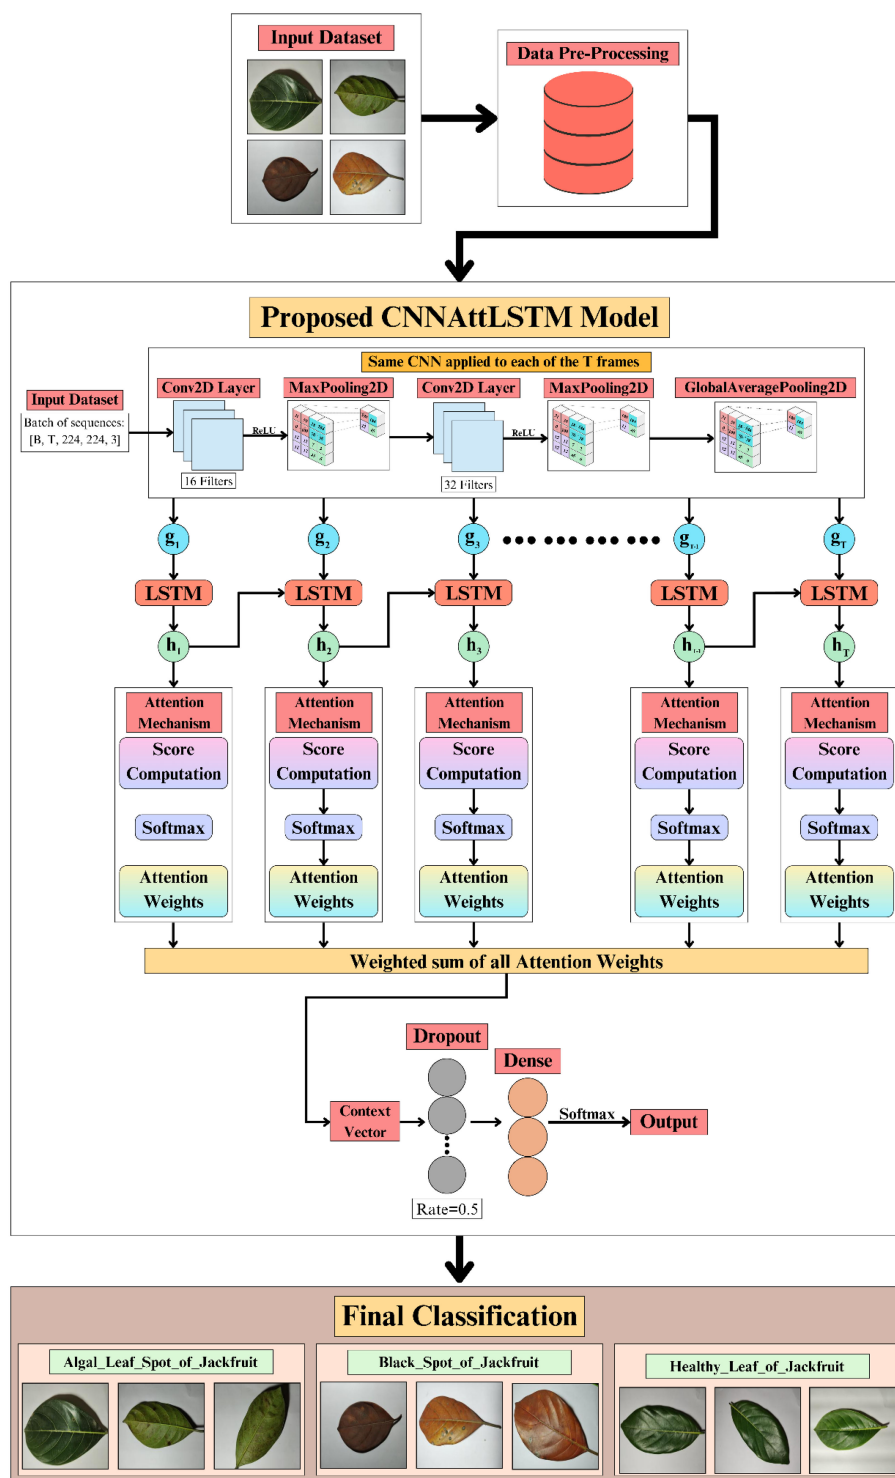 Input Dataset
Data Pre-Processing
Proposed CNNAttLSTM Model
Same CNN applied to each of the T frames
Input Dataset
Batch of sequences:
[B, T, 224, 224, 3]
Conv2D Layer
16 Filters
ReLU
MaxPooling2D
Conv2D Layer
32 Filters
ReLU
MaxPooling2D
GlobalAveragePooling2D
g1 g2 g3 gT-1 gT
LSTM LSTM LSTM LSTM LSTM
h1 h2 h3 hT-1 hT
Attention Attention Attention Attention Attention
Mechanism Mechanism Mechanism Mechanism Mechanism
Score Score Score Score Score
Computation Computation Computation Computation Computation
Softmax Softmax Softmax Softmax Softmax
Attention Attention Attention Attention Attention
Weights Weights Weights Weights Weights
Weighted sum of all Attention Weights
Context
Vector
Dropout
Rate=0.5
Dense
Softmax
Output
Final Classification
Algal_Leaf_Spot_of_Jackfruit
Black_Spot_of_Jackfruit
Healthy_Leaf_of_Jackfruit